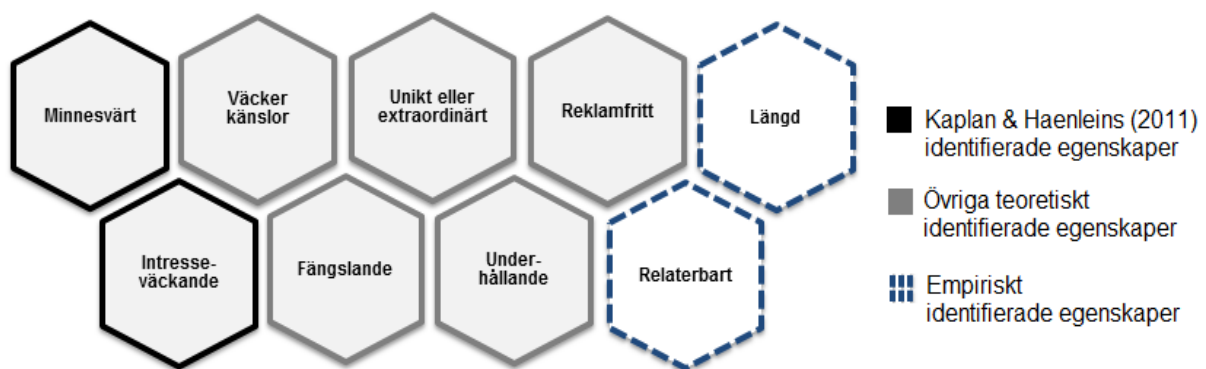 Minnesvärt
Väcker
känslor
Unikt eller
extraordinärt
Reklamfritt
Längd
Intresse-
väckande
Fängslande
Under-
hållande
Relaterbart
Kaplan & Haenleins (2011)
identifierade egenskaper
Övriga teoretiskt
identifierade egenskaper
Empiriskt
identifierade egenskaper